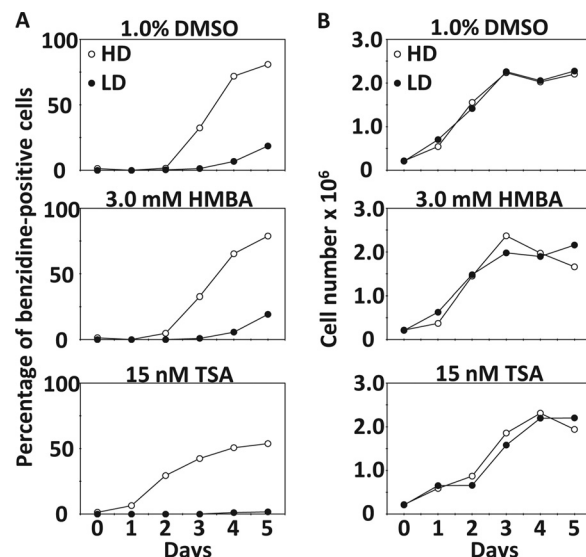 A
1.0% DMSO
100
50
0
HD
LD
3.0 mM HMBA
100
50
0
15 nM TSA
100
50
0
0 1 2 3 4 5
Days
Percentage of benzidine-positive cells
B
1.0% DMSO
3.0
2.0
1.0
0
HD
LD
3.0 mM HMBA
3.0
2.0
1.0
0
15 nM TSA
3.0
2.0
1.0
0
0 1 2 3 4 5
Days
Cell number x 10⁶